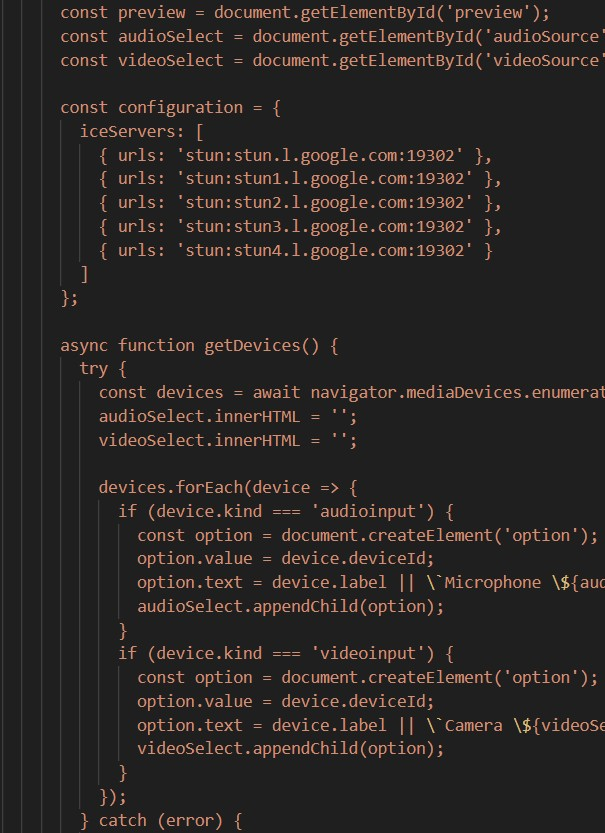 const preview = document.getElementById('preview');
const audioSelect = document.getElementById('audioSource'
const videoSelect = document.getElementById('videoSource'
const configuration = {
iceServers: [
{ urls: 'stun:stun.l.google.com:19302' },
{ urls: 'stun:stun1.l.google.com:19302' },
{ urls: 'stun:stun2.l.google.com:19302' },
{ urls: 'stun:stun3.l.google.com:19302' },
{ urls: 'stun:stun4.l.google.com:19302' }
]
};
async function getDevices() {
try {
const devices = await navigator.mediaDevices.enumerat
audioSelect.innerHTML = '';
videoSelect.innerHTML = '';
devices.forEach(device => {
if (device.kind === 'audioinput') {
const option = document.createElement('option');
option.value = device.deviceId;
option.text = device.label || \`Microphone \${aud
audioSelect.appendChild(option);
}
if (device.kind === 'videoinput') {
const option = document.createElement('option');
option.value = device.deviceId;
option.text = device.label || \`Camera \${videoSe
videoSelect.appendChild(option);
}
});
} catch (error) {